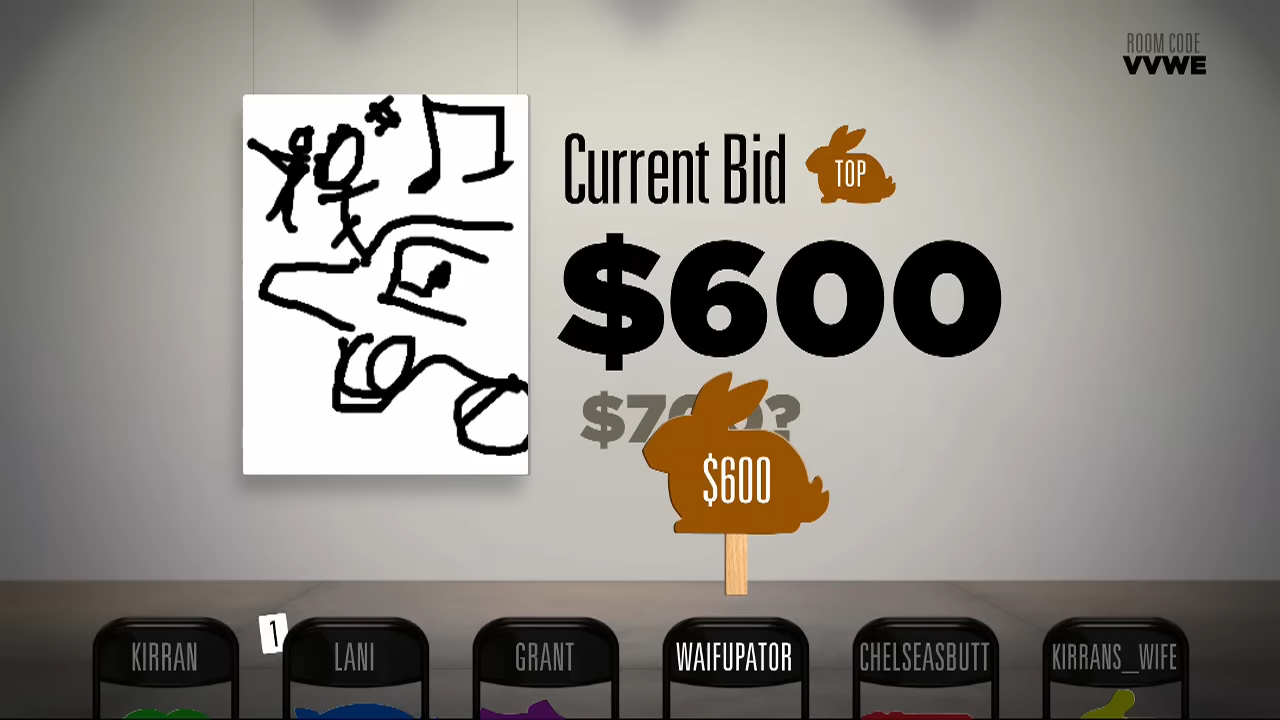 ROOM CODE
VVWE
Current Bid
TOP
$600
$600
1
KIRRAN
LANI
GRANT
WAIFUPATOR
CHELSEASBUTT
KIRRANS_WIFE